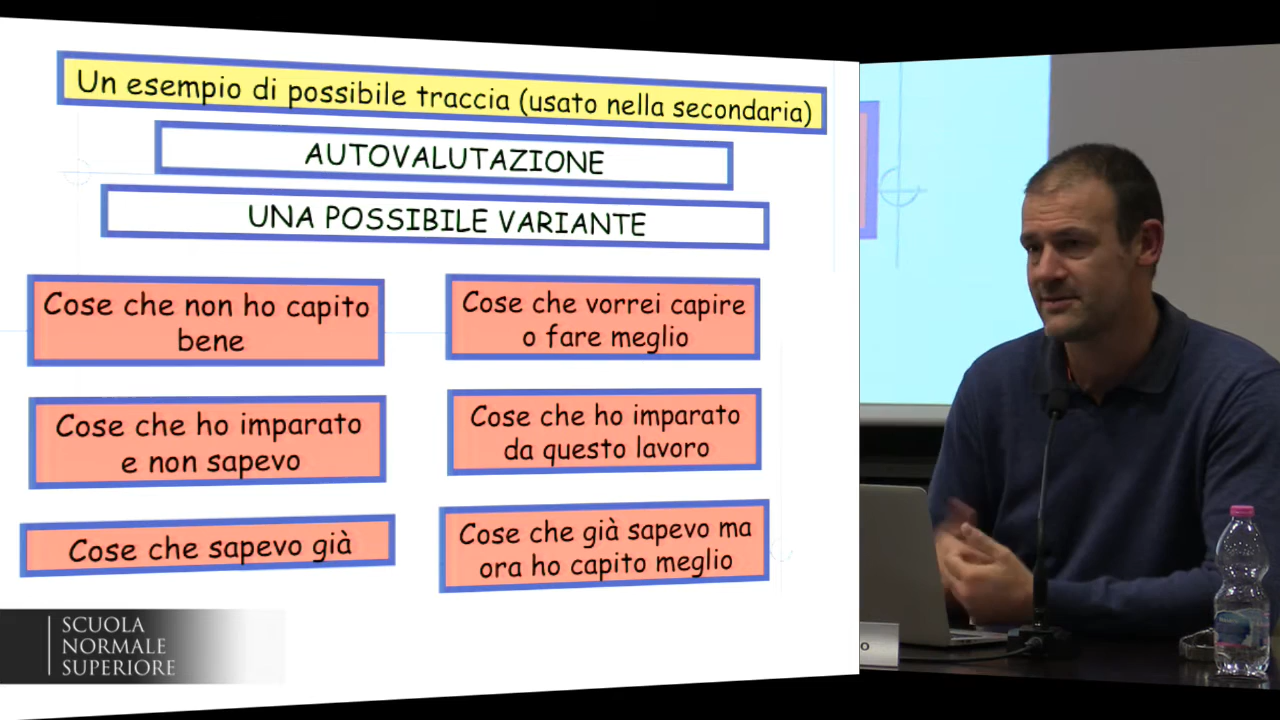 Un esempio di possibile traccia (usato nella secondaria)
AUTOVALUTAZIONE
UNA POSSIBILE VARIANTE
Cose che non ho capito
bene
Cose che ho imparato
e non sapevo
Cose che sapevo già
Cose che vorrei capire
o fare meglio
Cose che ho imparato
da questo lavoro
Cose che già sapevo ma
ora ho capito meglio
SCUOLA
NORMALE
SUPERIORE